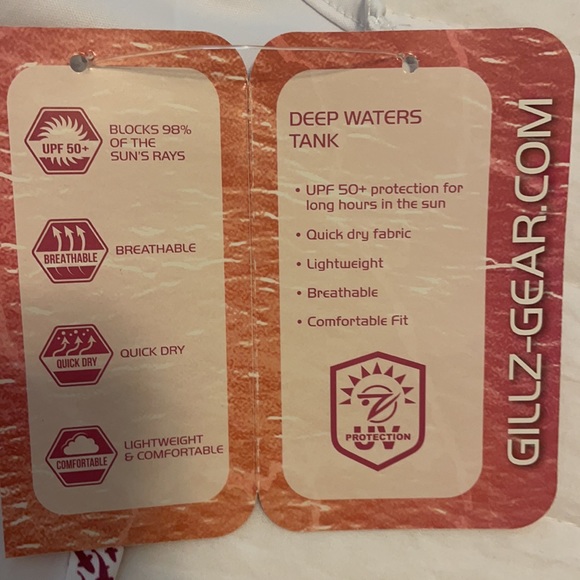 UPF 50+
BLOCKS 98%
OF THE
SUN'S RAYS
BREATHABLE
BREATHABLE
QUICK DRY
QUICK DRY
COMFORTABLE
LIGHTWEIGHT
& COMFORTABLE
DEEP WATERS
TANK
• UPF 50+ protection for
long hours in the sun
• Quick dry fabric
• Lightweight
• Breathable
• Comfortable Fit
UV
PROTECTION
GILLZ-GEAR.COM